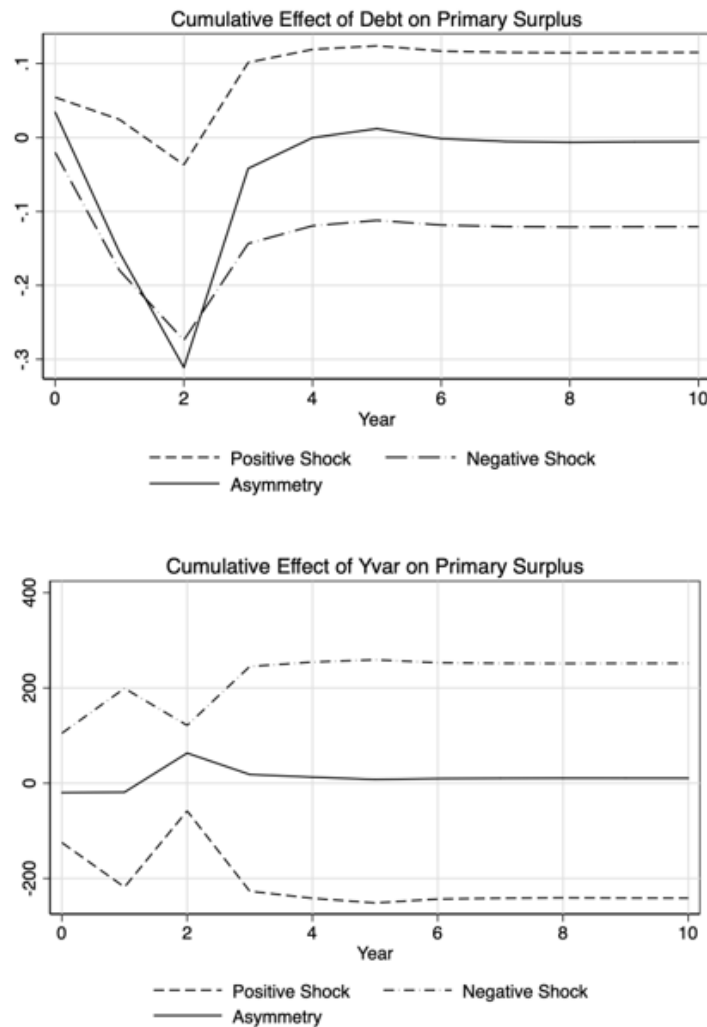 Cumulative Effect of Debt on Primary Surplus
.1
0
-.1
-.2
-.3
0 2 4 6 8 10
Year
Positive Shock Negative Shock
Asymmetry
Cumulative Effect of Yvar on Primary Surplus
400
200
0
-200
0 2 4 6 8 10
Year
Positive Shock Negative Shock
Asymmetry